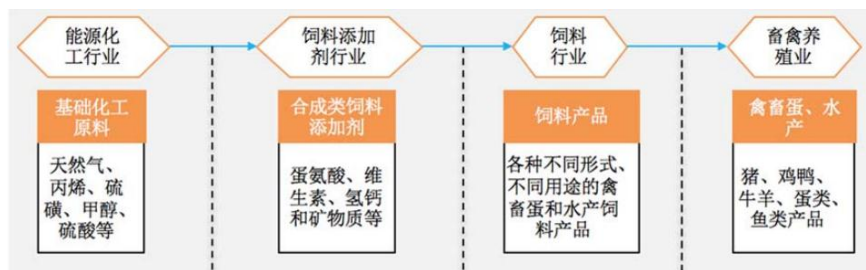 能源化
工行业
饲料添加
剂行业
饲料
行业
畜禽养
殖业
基础化工
原料
合成类饲料
添加剂
饲料产品
禽畜蛋、水
产
天然气、
丙烯、硫
磺、甲醇、
硫酸等
蛋氨酸、维
生素、氢钙
和矿物质等
各种不同形式、
不同用途的禽
畜蛋和水产饲
料产品
猪、鸡鸭、
牛羊、蛋类、
鱼类产品